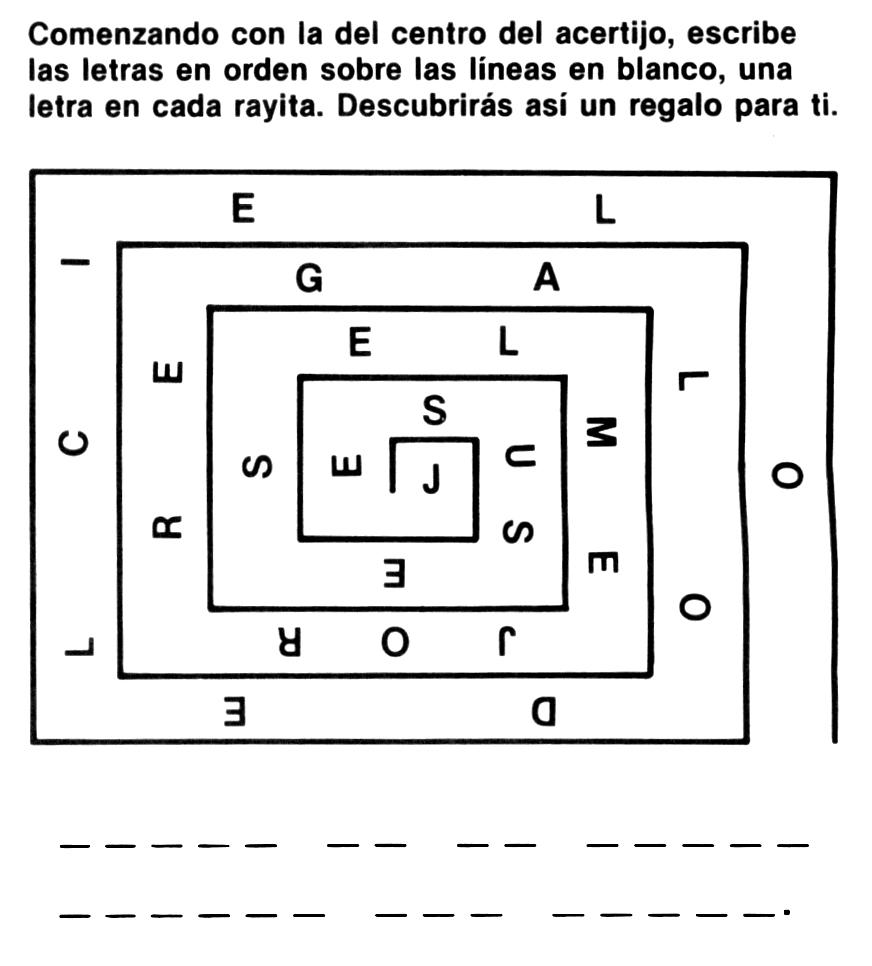 Comenzando con la del centro del acertijo, escribe
las letras en orden sobre las líneas en blanco, una
letra en cada rayita. Descubrirás así un regalo para ti.
J E S U S E S E L M E J O R R E G A L O D E L C I E L O